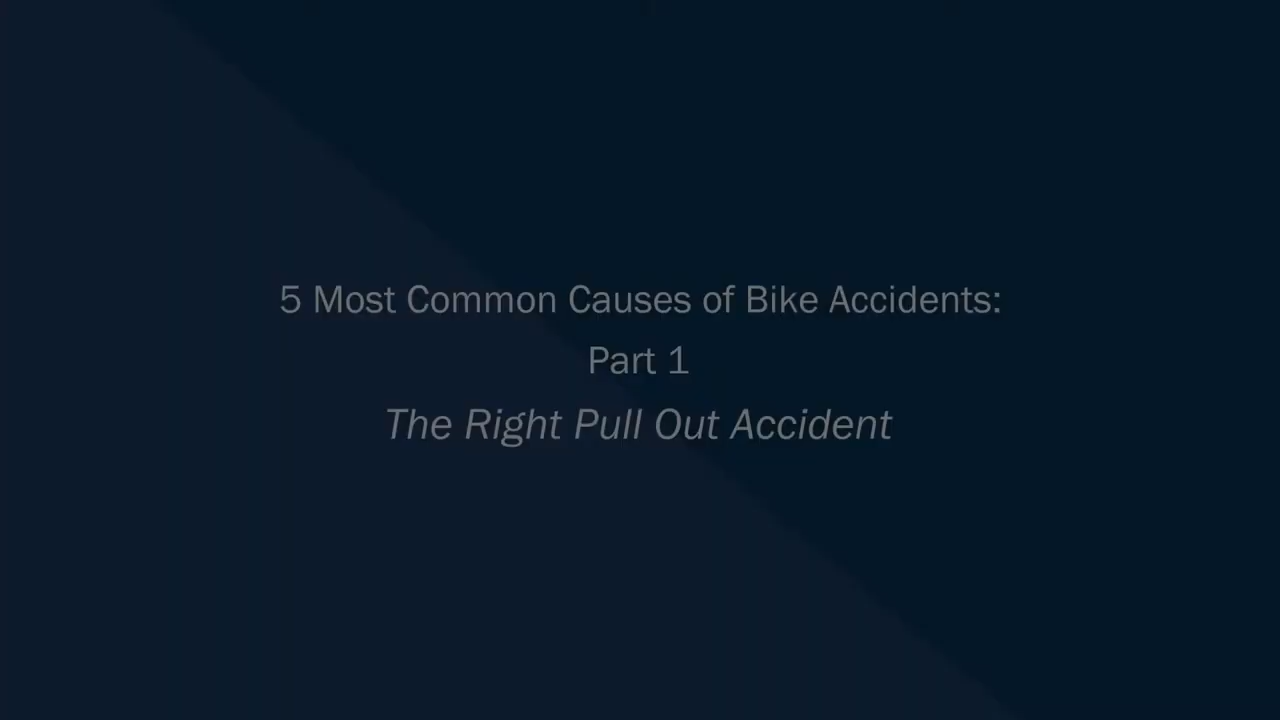 5 Most Common Causes of Bike Accidents:
Part 1
The Right Pull Out Accident